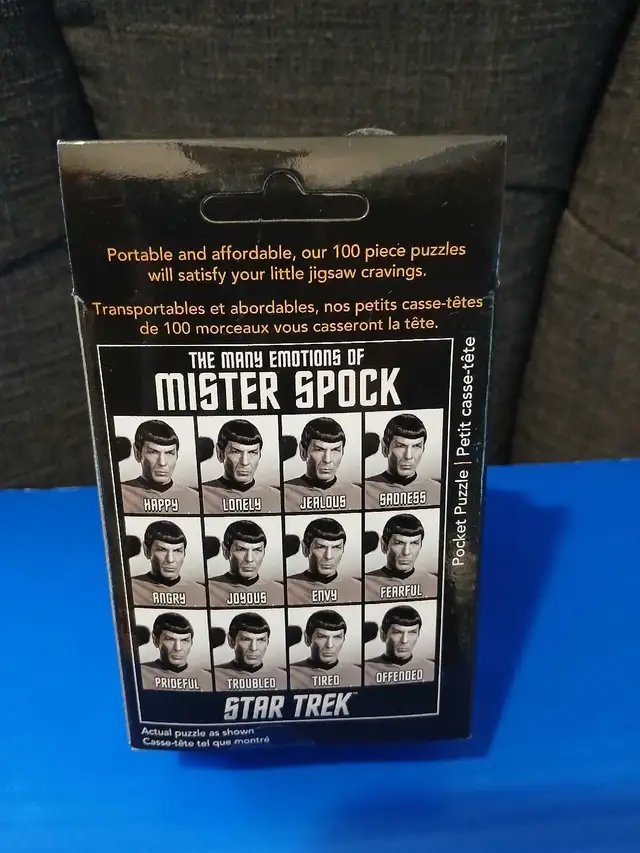 Portable and affordable, our 100 piece puzzles
will satisfy your little jigsaw cravings.
Transportables et abordables, nos petits casse-têtes
de 100 morceaux vous casseront la tête.
THE MANY EMOTIONS OF
MISTER SPOCK
HAPPY LONELY JEALOUS SADNESS
ANGRY JOYOUS ENVY FEARFUL
PRIDEFUL TROUBLED TIRED OFFENDED
STAR TREK™
Actual puzzle as shown
Casse-tête tel que montré
Pocket Puzzle | Petit casse-tête